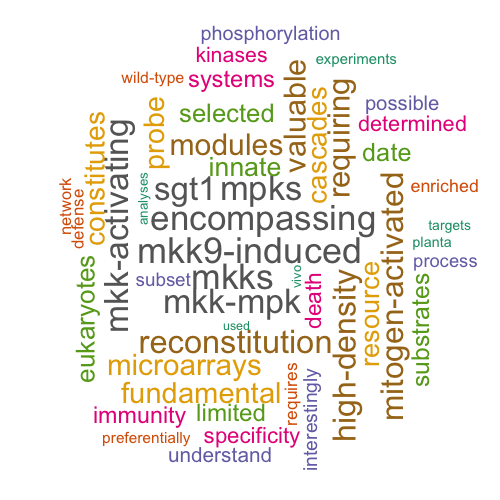 phosphorylation
kinases
experiments
wild-type
systems
valuable
cascades
requiring
possible
selected
probe
determined
constitutes
modules
date
mkk-activating
innate
network
defense
analyses
sgt1
mpks
mitogen-activated
enriched
encompassing
targets
planta
mkk9-induced
process
eukaryotes
subset
mkks
vivo
death
high-density
resource
substrates
mkk-mpk
used
reconstitution
microarrays
fundamental
requires
interestingly
immunity
limited
preferentially
specificity
understand